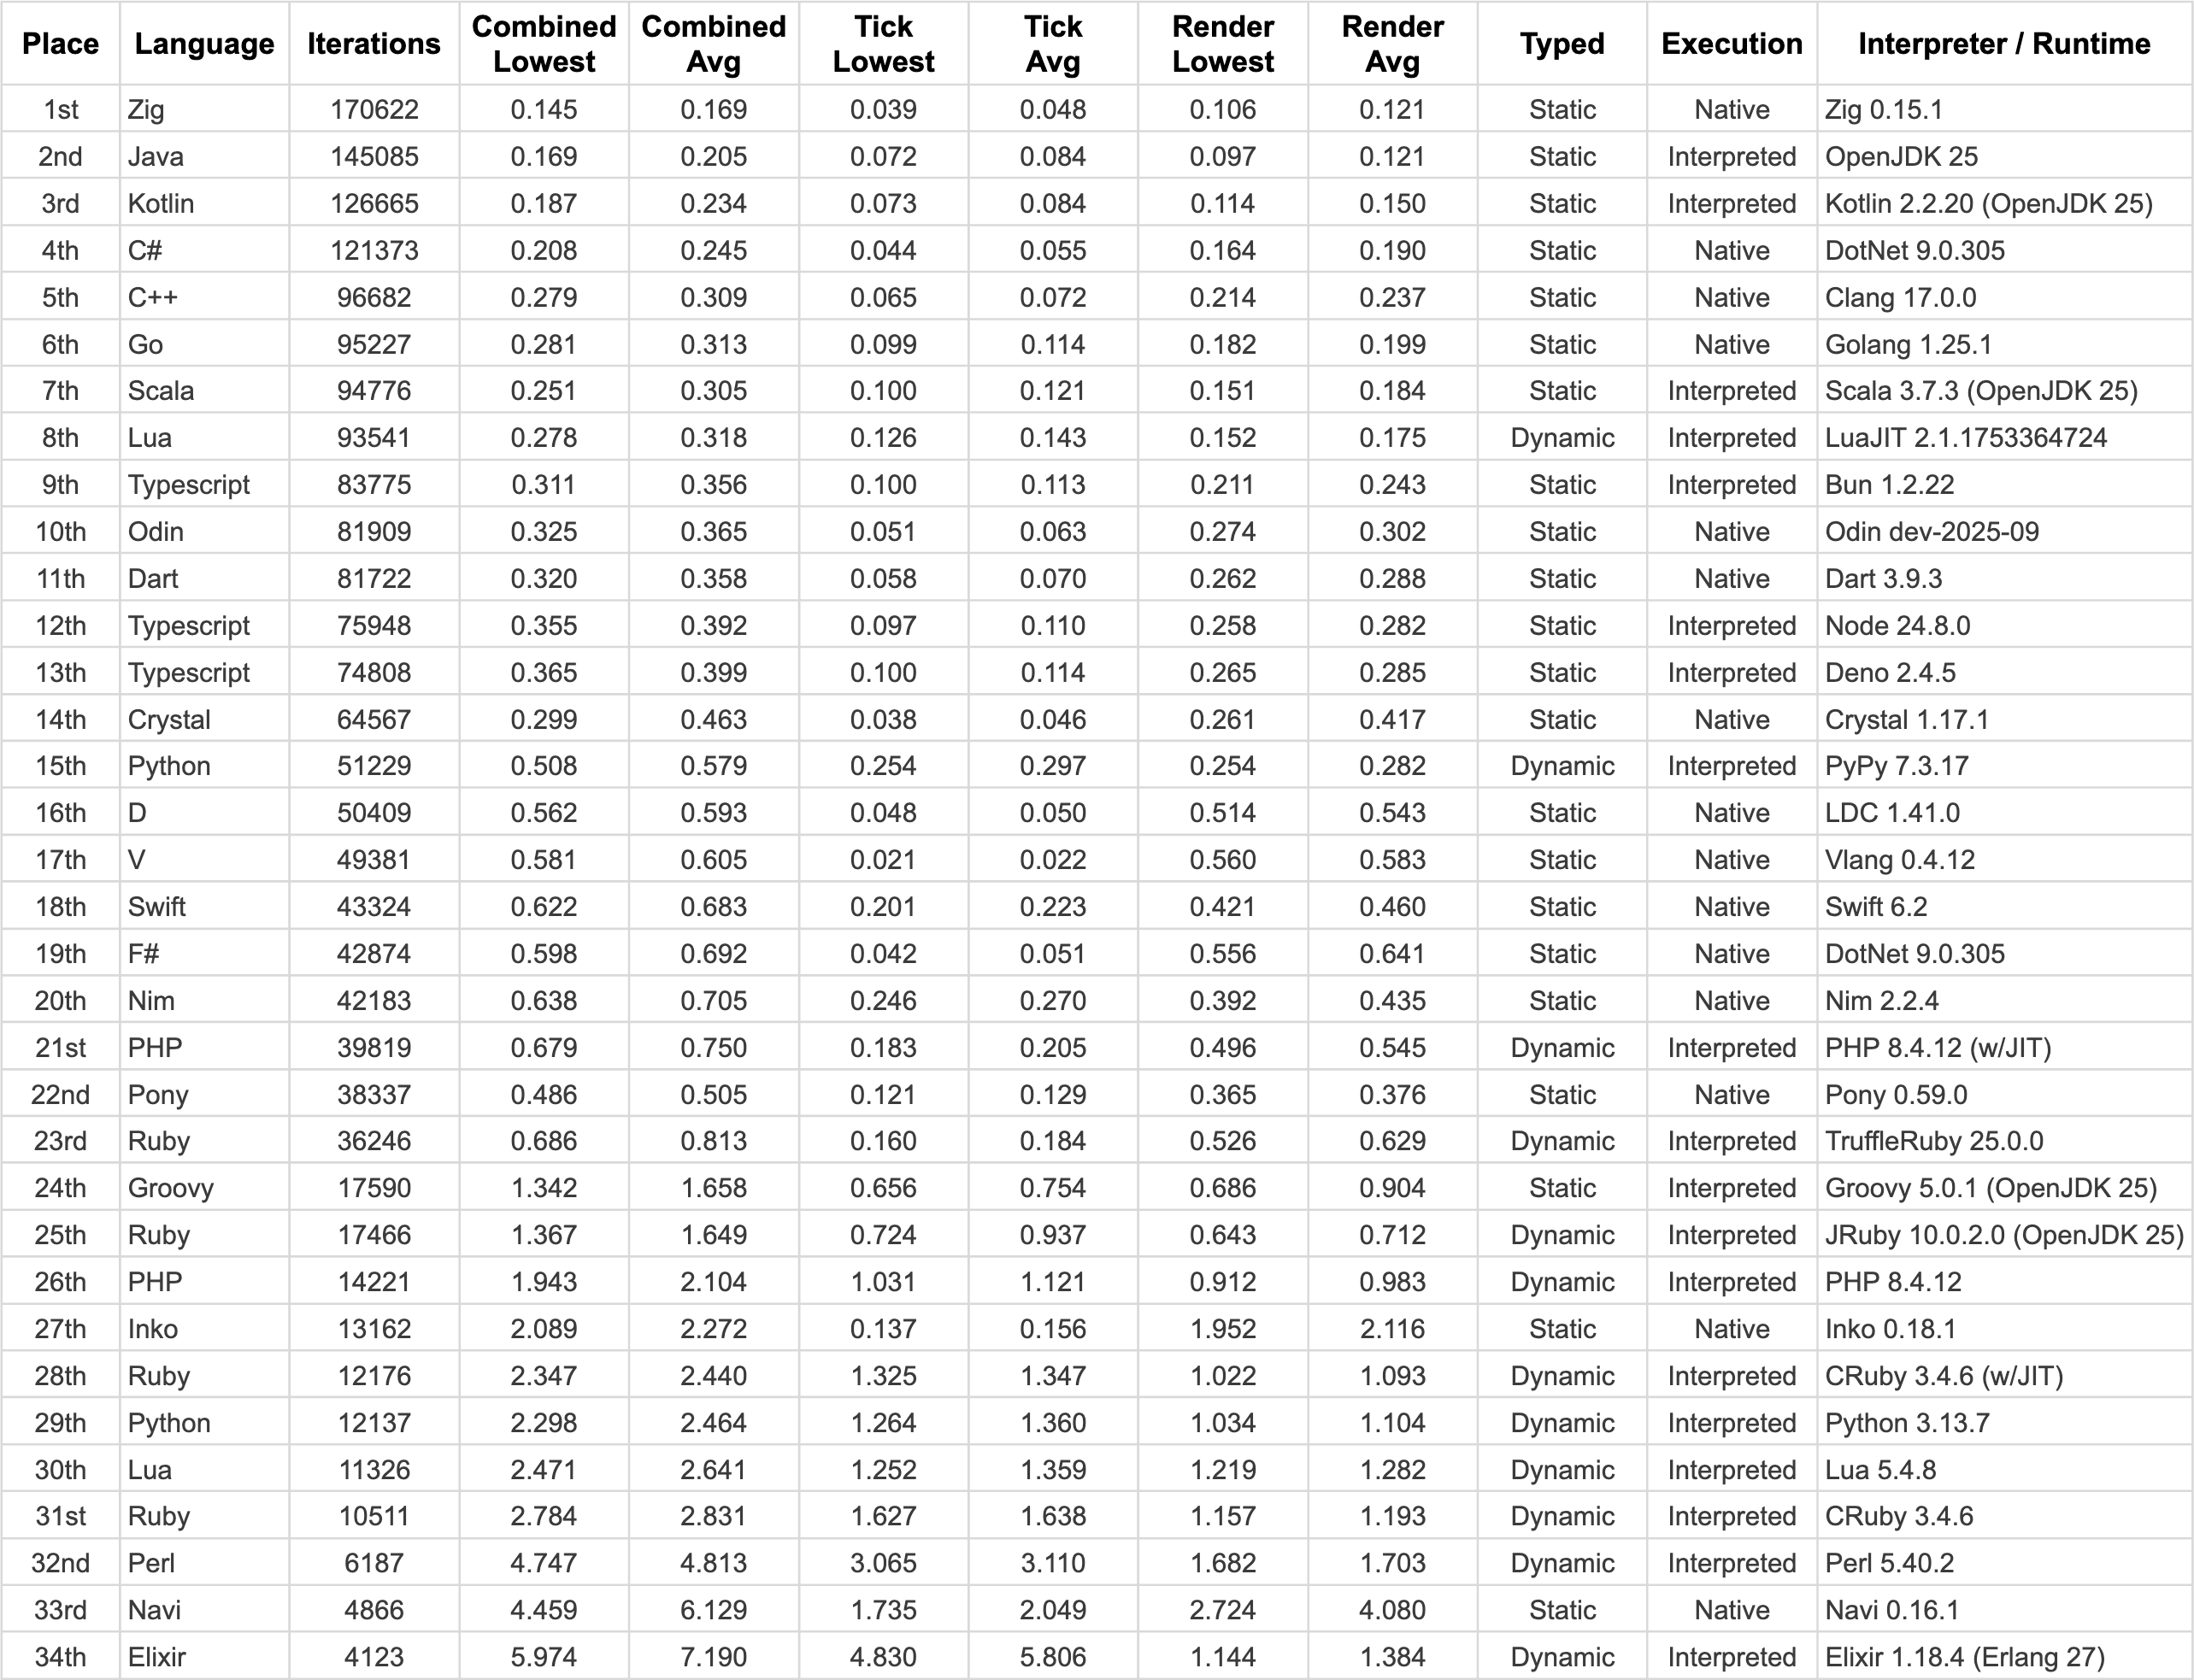 Place Language Iterations Combined Lowest Combined Avg Tick Lowest Tick Avg Render Lowest Render Avg Typed Execution Interpreter / Runtime
1st Zig 170622 0.145 0.169 0.039 0.048 0.106 0.121 Static Native Zig 0.15.1
2nd Java 145085 0.169 0.205 0.072 0.084 0.097 0.121 Static Interpreted OpenJDK 25
3rd Kotlin 126665 0.187 0.234 0.073 0.084 0.114 0.150 Static Interpreted Kotlin 2.2.20 (OpenJDK 25)
4th C# 121373 0.208 0.245 0.044 0.055 0.164 0.190 Static Native DotNet 9.0.305
5th C++ 96682 0.279 0.309 0.065 0.072 0.214 0.237 Static Native Clang 17.0.0
6th Go 95227 0.281 0.313 0.099 0.114 0.182 0.199 Static Native Golang 1.25.1
7th Scala 94776 0.251 0.305 0.100 0.121 0.151 0.184 Static Interpreted Scala 3.7.3 (OpenJDK 25)
8th Lua 93541 0.278 0.318 0.126 0.143 0.152 0.175 Dynamic Interpreted LuaJIT 2.1.1753364724
9th Typescript 83775 0.311 0.356 0.100 0.113 0.211 0.243 Static Interpreted Bun 1.2.22
10th Odin 81909 0.325 0.365 0.051 0.063 0.274 0.302 Static Native Odin dev-2025-09
11th Dart 81722 0.320 0.358 0.058 0.070 0.262 0.288 Static Native Dart 3.9.3
12th Typescript 75948 0.355 0.392 0.097 0.110 0.258 0.282 Static Interpreted Node 24.8.0
13th Typescript 74808 0.365 0.399 0.100 0.114 0.265 0.285 Static Interpreted Deno 2.4.5
14th Crystal 64567 0.299 0.463 0.038 0.046 0.261 0.417 Static Native Crystal 1.17.1
15th Python 51229 0.508 0.579 0.254 0.297 0.254 0.282 Dynamic Interpreted PyPy 7.3.17
16th D 50409 0.562 0.593 0.048 0.050 0.514 0.543 Static Native LDC 1.41.0
17th V 49381 0.581 0.605 0.021 0.022 0.560 0.583 Static Native Vlang 0.4.12
18th Swift 43324 0.622 0.683 0.201 0.223 0.421 0.460 Static Native Swift 6.2
19th F# 42874 0.598 0.692 0.042 0.051 0.556 0.641 Static Native DotNet 9.0.305
20th Nim 42183 0.638 0.705 0.246 0.270 0.392 0.435 Static Native Nim 2.2.4
21st PHP 39819 0.679 0.750 0.183 0.205 0.496 0.545 Dynamic Interpreted PHP 8.4.12 (w/JIT)
22nd Pony 38337 0.486 0.505 0.121 0.129 0.365 0.376 Static Native Pony 0.59.0
23rd Ruby 36246 0.686 0.813 0.160 0.184 0.526 0.629 Dynamic Interpreted TruffleRuby 25.0.0
24th Groovy 17590 1.342 1.658 0.656 0.754 0.686 0.904 Static Interpreted Groovy 5.0.1 (OpenJDK 25)
25th Ruby 17466 1.367 1.649 0.724 0.937 0.643 0.712 Dynamic Interpreted JRuby 10.0.2.0 (OpenJDK 25)
26th PHP 14221 1.943 2.104 1.031 1.121 0.912 0.983 Dynamic Interpreted PHP 8.4.12
27th Inko 13162 2.089 2.272 0.137 0.156 1.952 2.116 Static Native Inko 0.18.1
28th Ruby 12176 2.347 2.440 1.325 1.347 1.022 1.093 Dynamic Interpreted CRuby 3.4.6 (w/JIT)
29th Python 12137 2.298 2.464 1.264 1.360 1.034 1.104 Dynamic Interpreted Python 3.13.7
30th Lua 11326 2.471 2.641 1.252 1.359 1.219 1.282 Dynamic Interpreted Lua 5.4.8
31st Ruby 10511 2.784 2.831 1.627 1.638 1.157 1.193 Dynamic Interpreted CRuby 3.4.6
32nd Perl 6187 4.747 4.813 3.065 3.110 1.682 1.703 Dynamic Interpreted Perl 5.40.2
33rd Navi 4866 4.459 6.129 1.735 2.049 2.724 4.080 Static Native Navi 0.16.1
34th Elixir 4123 5.974 7.190 4.830 5.806 1.144 1.384 Dynamic Interpreted Elixir 1.18.4 (Erlang 27)